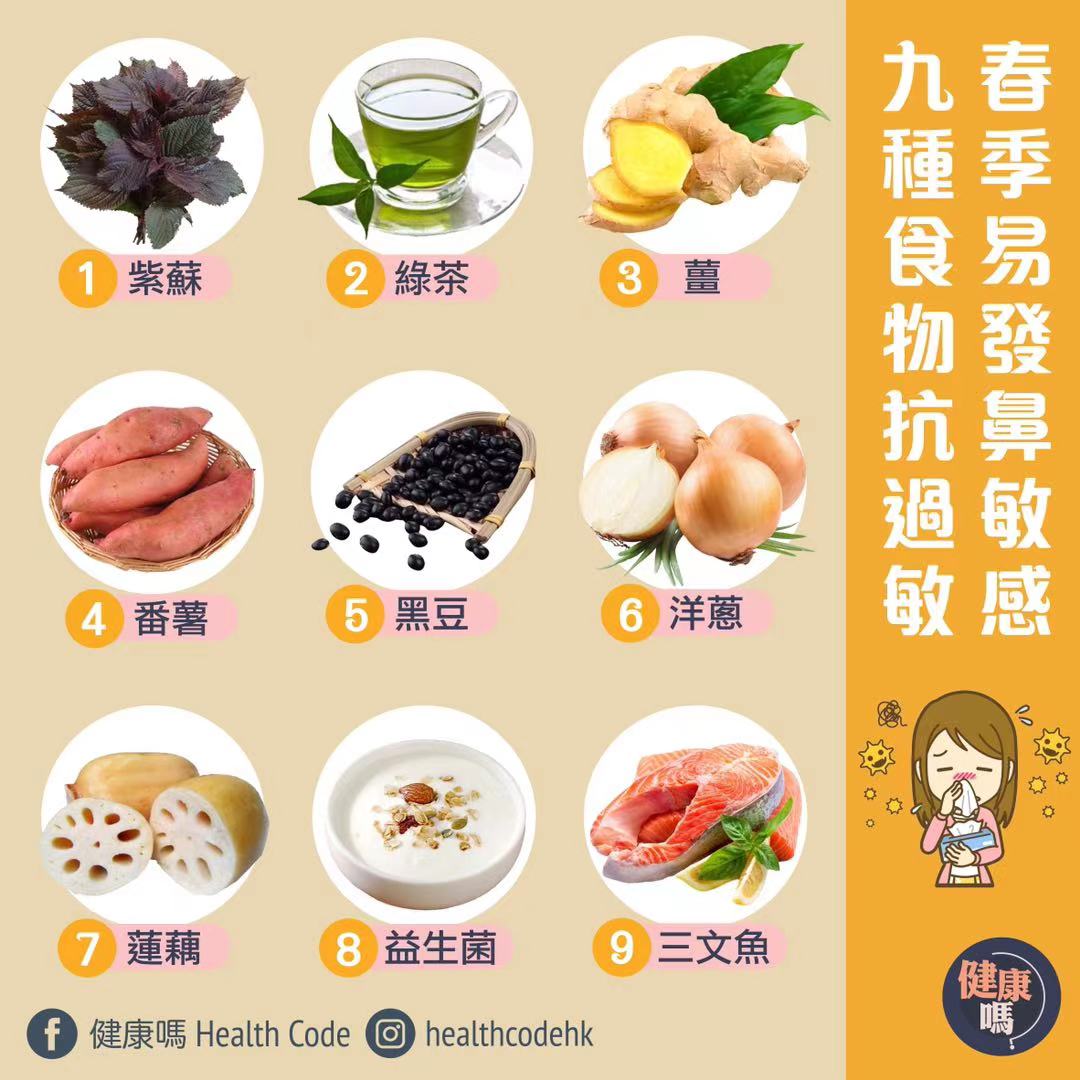 春季易發鼻敏感
九種食物抗過敏
1 紫蘇
2 綠茶
3 薑
4 番薯
5 黑豆
6 洋蔥
7 蓮藕
8 益生菌
9 三文魚
健康嗎 Health Code
healthcodehk
健康
嗎